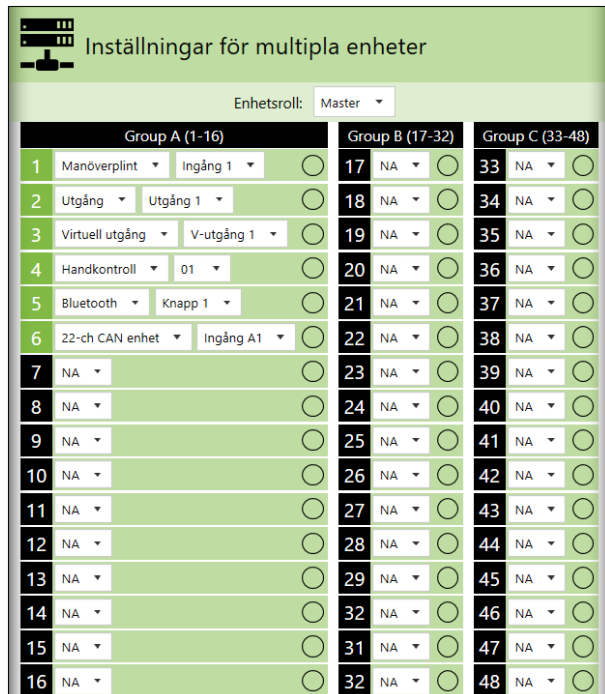 Inställningar för multipla enheter
Enhetsroll: Master
Group A (1-16) Group B (17-32) Group C (33-48)
1 Manöverplint Ingång 1 17 NA 33 NA
2 Utgång Utgång 1 18 NA 34 NA
3 Virtuell utgång V-utgång 1 19 NA 35 NA
4 Handkontroll 01 20 NA 36 NA
5 Bluetooth Knapp 1 21 NA 37 NA
6 22-ch CAN enhet Ingång A1 22 NA 38 NA
7 NA 23 NA 39 NA
8 NA 24 NA 40 NA
9 NA 25 NA 41 NA
10 NA 26 NA 42 NA
11 NA 27 NA 43 NA
12 NA 28 NA 44 NA
13 NA 29 NA 45 NA
14 NA 32 NA 46 NA
15 NA 31 NA 47 NA
16 NA 32 NA 48 NA